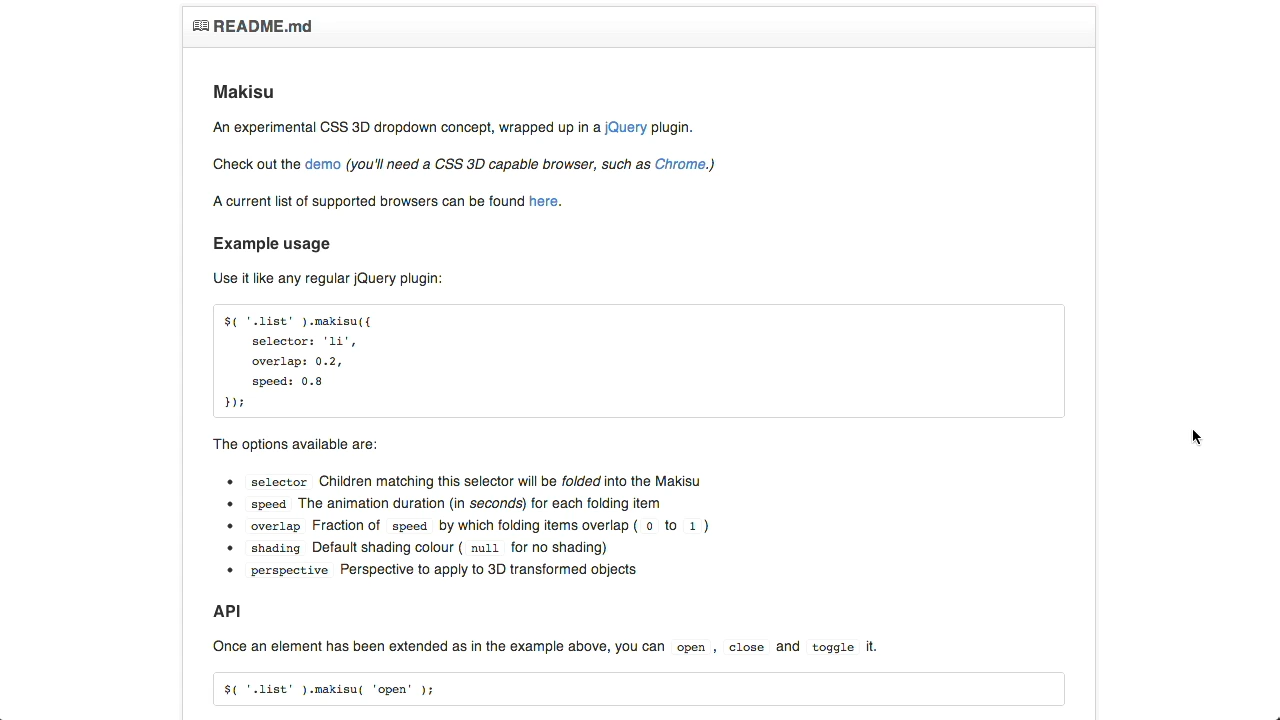 README.md
Makisu
An experimental CSS 3D dropdown concept, wrapped up in a jQuery plugin.
Check out the demo (you'll need a CSS 3D capable browser, such as Chrome.)
A current list of supported browsers can be found here.
Example usage
Use it like any regular jQuery plugin:
$( '.list' ).makisu({
    selector: 'li',
    overlap: 0.2,
    speed: 0.8
});
The options available are:
• selector Children matching this selector will be folded into the Makisu
• speed The animation duration (in seconds) for each folding item
• overlap Fraction of speed by which folding items overlap ( 0 to 1 )
• shading Default shading colour ( null for no shading)
• perspective Perspective to apply to 3D transformed objects
API
Once an element has been extended as in the example above, you can open , close and toggle it.
$( '.list' ).makisu( 'open' );